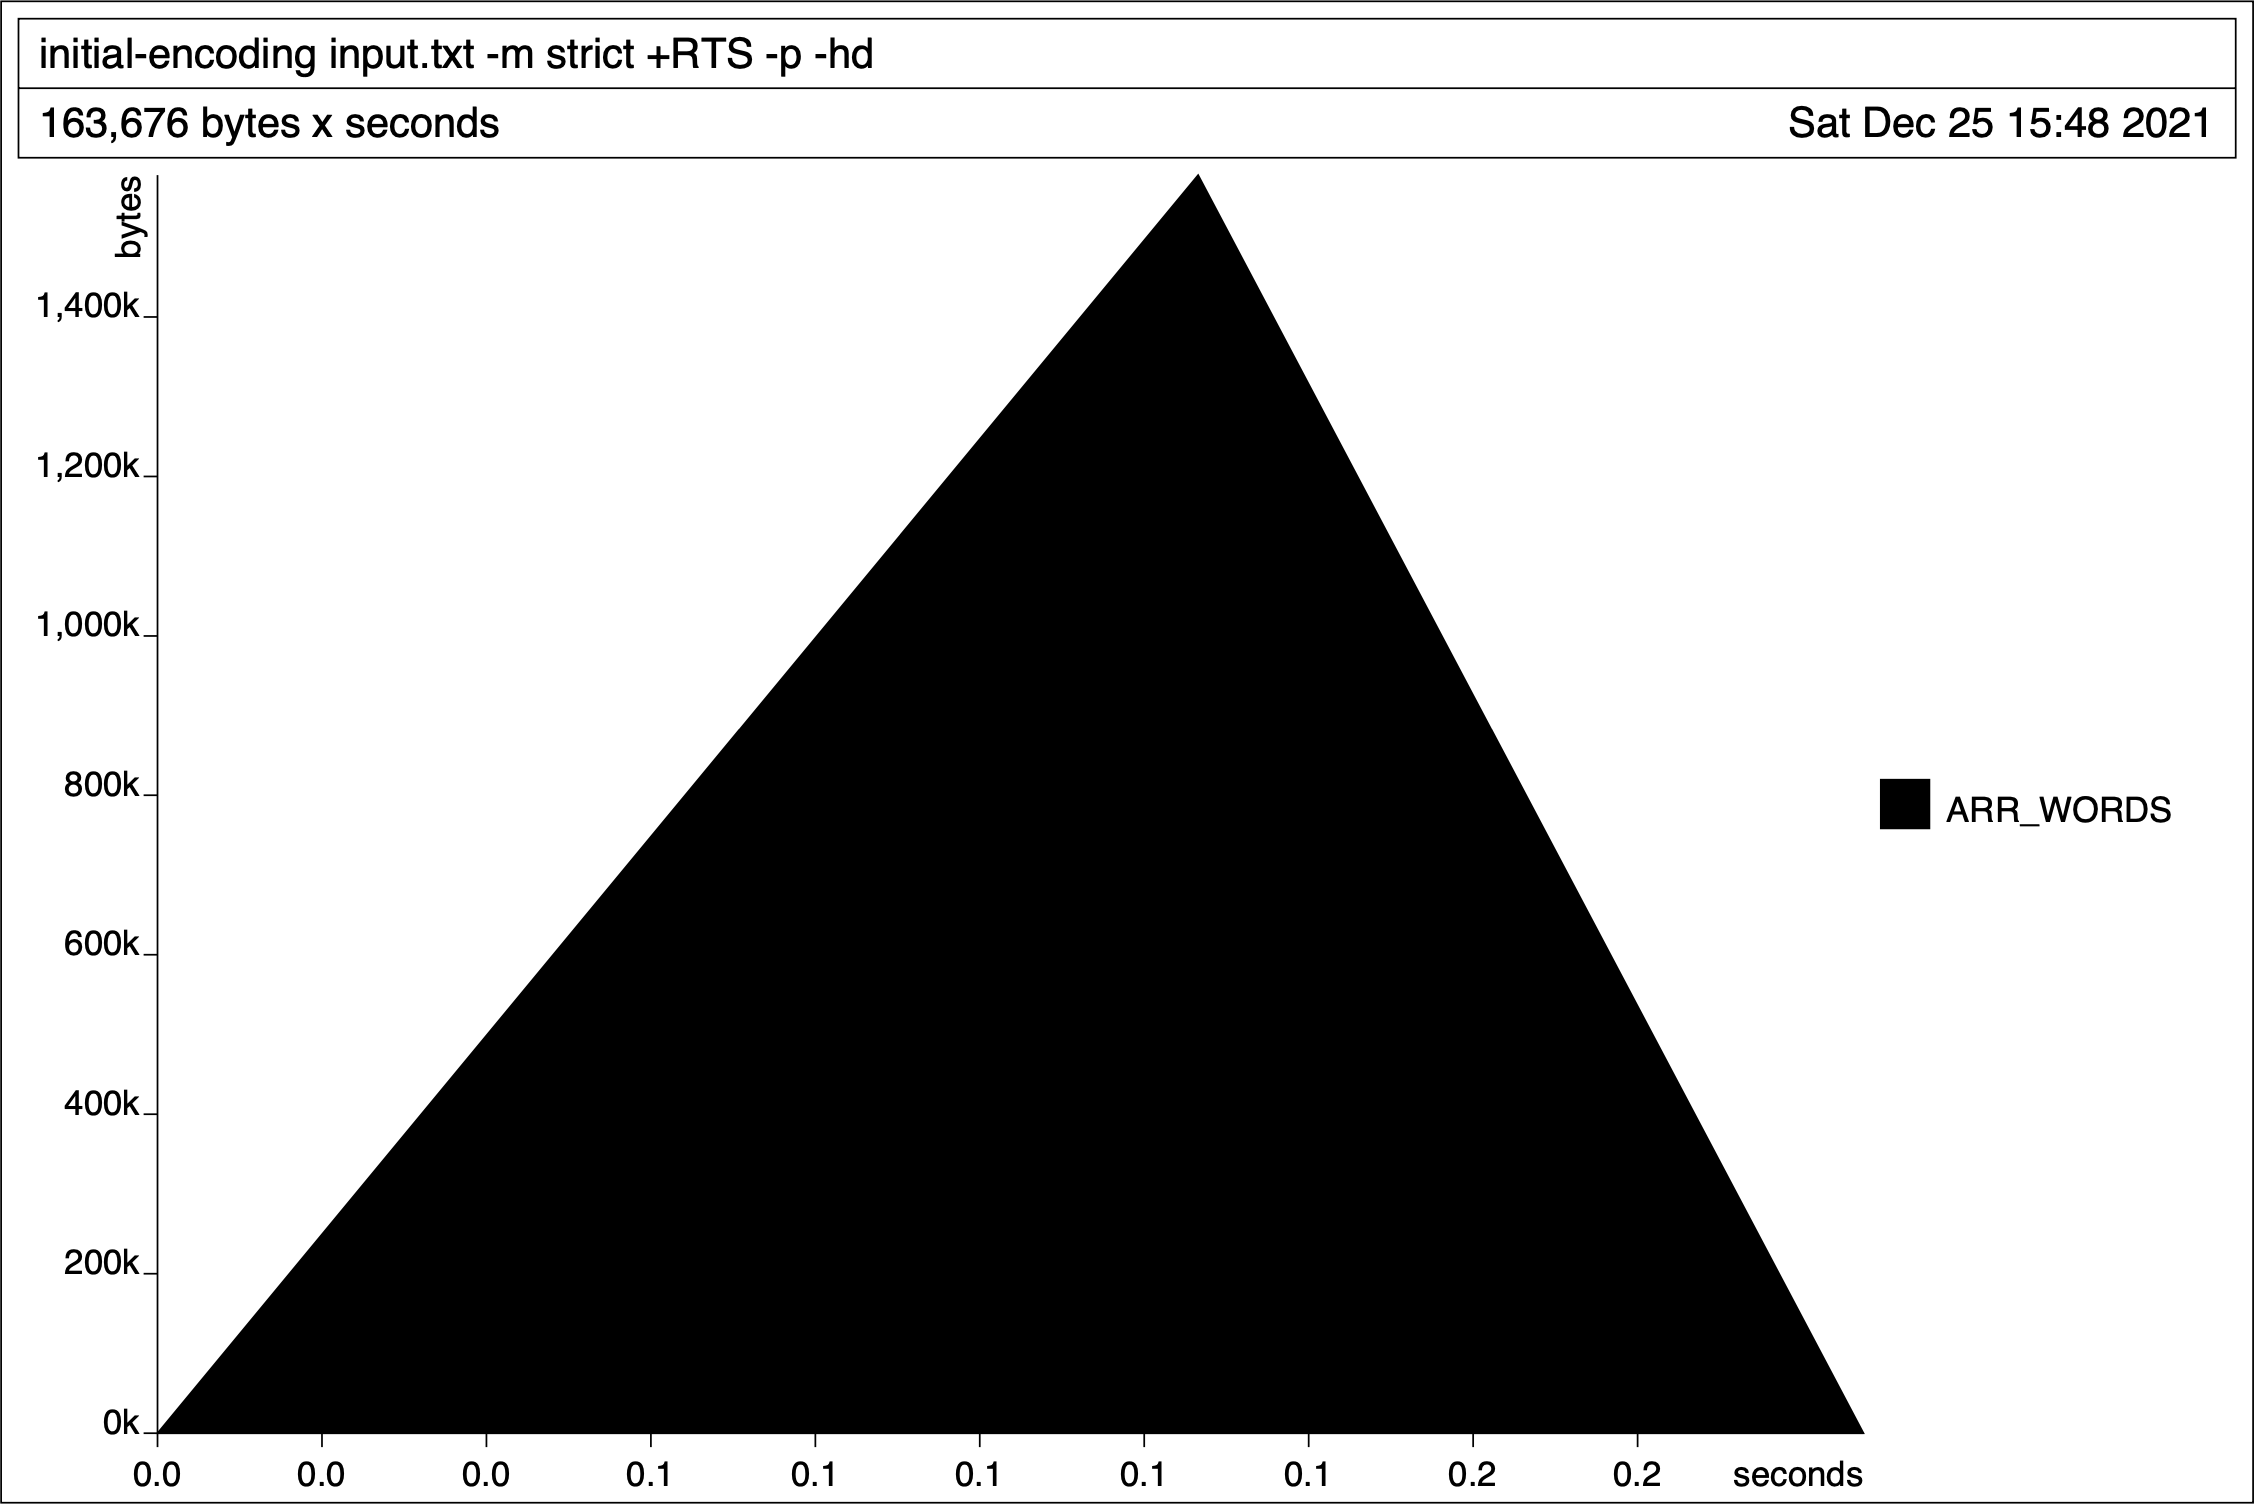 initial-encoding input.txt -m strict +RTS -p -hd
163,676 bytes x seconds Sat Dec 25 15:48 2021
bytes
1,400k
1,200k
1,000k
800k
ARR_WORDS
600k
400k
200k
0k
0.0 0.0 0.0 0.1 0.1 0.1 0.1 0.1 0.2 0.2 seconds